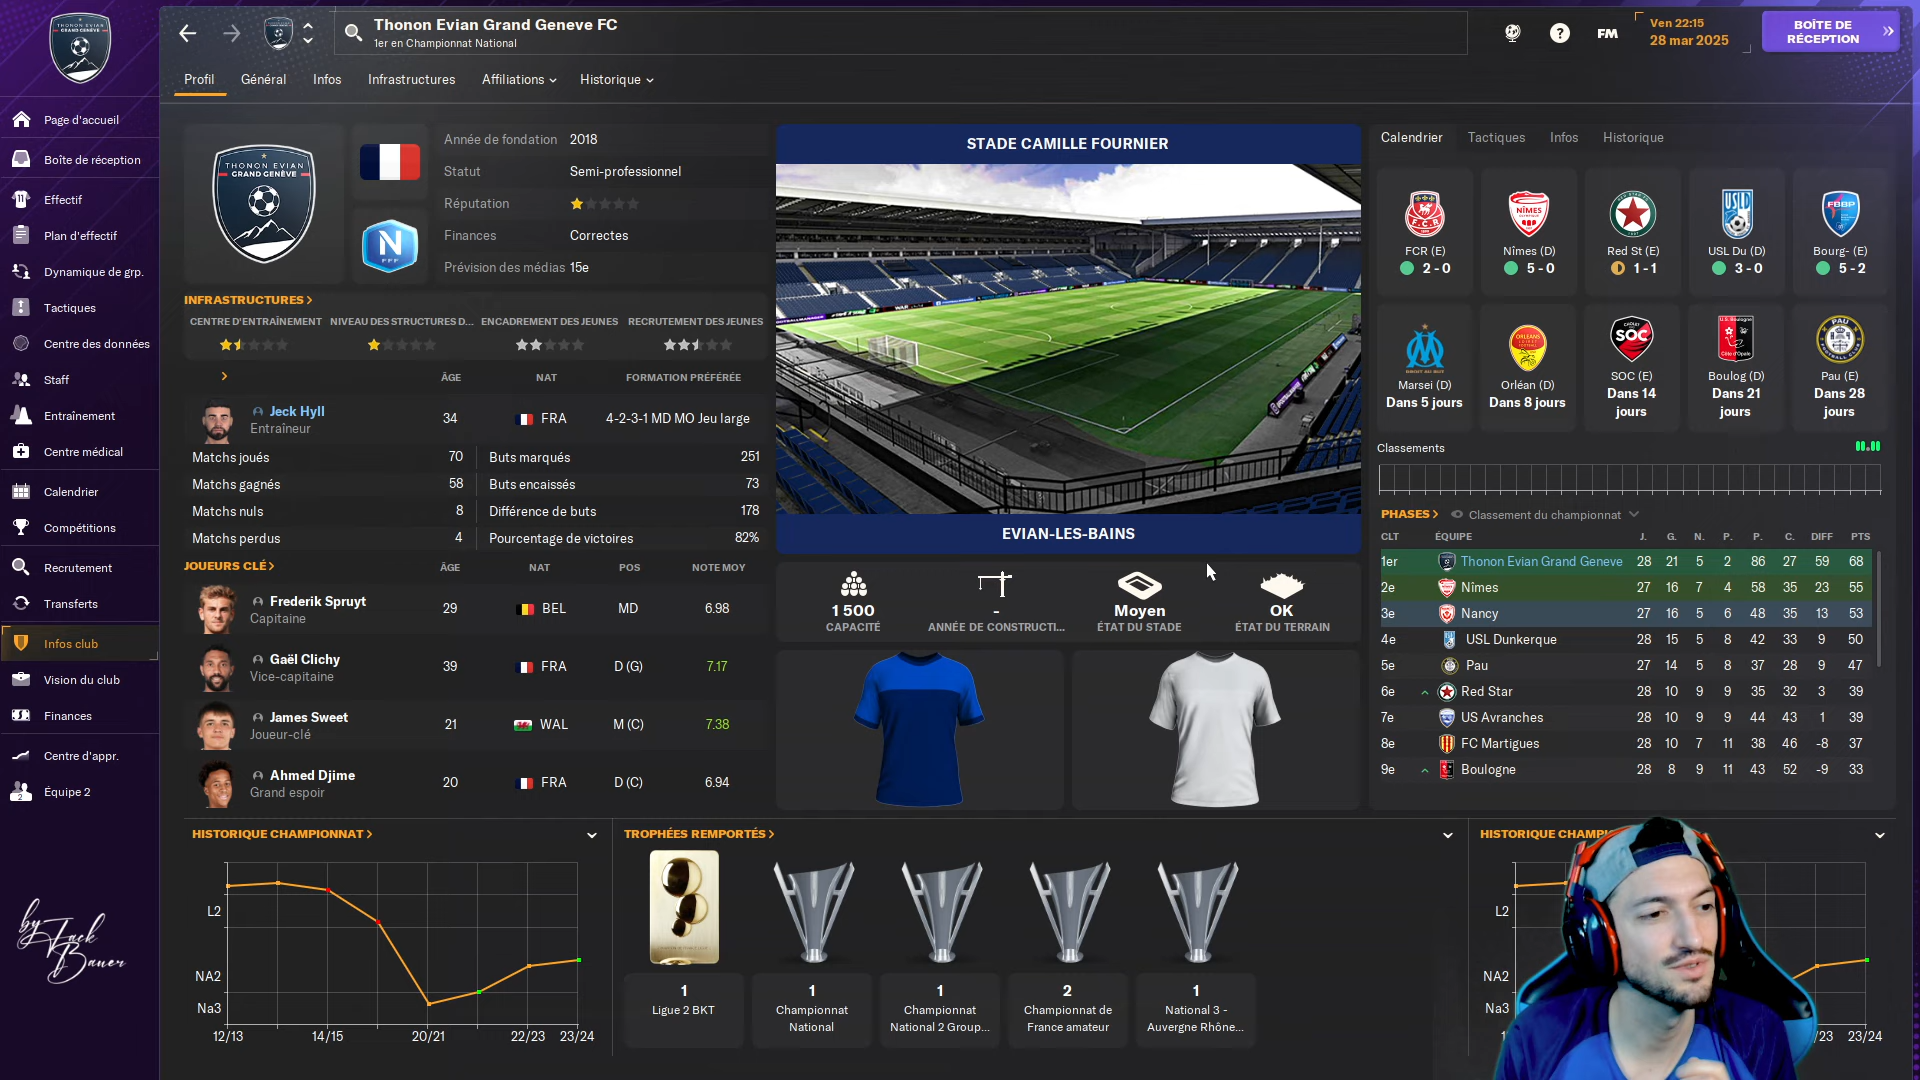 Thonon Evian Grand Geneve FC
1er en Championnat National
Ven 22:15
28 mar 2025
BOÎTE DE
RÉCEPTION
FM
Profil
Général
Infos
Infrastructures
Affiliations
Historique
Page d'accueil
Boîte de réception
Effectif
Plan d'effectif
Dynamique de grp.
Tactiques
Centre des données
Staff
Entraînement
Centre médical
Calendrier
Compétitions
Recrutement
Transferts
Infos club
Vision du club
Finances
Centre d'appr.
Équipe 2
by Jack Bauer
THONON EVIAN
GRAND GENÈVE
N
FFF
Année de fondation 2018
Statut Semi-professionnel
Réputation
Finances Correctes
Prévision des médias 15e
INFRASTRUCTURES
CENTRE D'ENTRAÎNEMENT NIVEAU DES STRUCTURES D... ENCADREMENT DES JEUNES RECRUTEMENT DES JEUNES
ÂGE NAT FORMATION PRÉFÉRÉE
Jeck Hyll
Entraîneur
34 FRA 4-2-3-1 MD MO Jeu large
Matchs joués 70 Buts marqués 251
Matchs gagnés 58 Buts encaissés 73
Matchs nuls 8 Différence de buts 178
Matchs perdus 4 Pourcentage de victoires 82%
JOUEURS CLÉ ÂGE NAT POS NOTE MOY
Frederik Spruyt
Capitaine
29 BEL MD 6.98
Gaël Clichy
Vice-capitaine
39 FRA D (G) 7.17
James Sweet
Joueur-clé
21 WAL M (C) 7.38
Ahmed Djime
Grand espoir
20 FRA D (C) 6.94
STADE CAMILLE FOURNIER
EVIAN-LES-BAINS
1 500
CAPACITÉ
-
ANNÉE DE CONSTRUCTI...
Moyen
ÉTAT DU STADE
OK
ÉTAT DU TERRAIN
Calendrier Tactiques Infos Historique
FCR (E)
2 - 0
Nîmes (D)
5 - 0
Red St (E)
1 - 1
USL Du (D)
3 - 0
Bourg- (E)
5 - 2
Marsei (D)
Dans 5 jours
Orléan (D)
Dans 8 jours
SOC (E)
Dans 14
jours
Boulog (D)
Dans 21
jours
Pau (E)
Dans 28
jours
Classements
PHASES Classement du championnat
CLT ÉQUIPE J. G. N. P. P. C. DIFF PTS
1er Thonon Evian Grand Geneve 28 21 5 2 86 27 59 68
2e Nîmes 27 16 7 4 58 35 23 55
3e Nancy 27 16 5 6 48 35 13 53
4e USL Dunkerque 28 15 5 8 42 33 9 50
5e Pau 27 14 5 8 37 28 9 47
6e Red Star 28 10 9 9 35 32 3 39
7e US Avranches 28 10 9 9 44 43 1 39
8e FC Martigues 28 10 7 11 38 46 -8 37
9e Boulogne 28 8 9 11 43 52 -9 33
HISTORIQUE CHAMPIONNAT
L2
NA2
Na3
12/13 14/15 20/21 22/23 23/24
TROPHÉES REMPORTÉS
1
Ligue 2 BKT
1
Championnat
National
1
Championnat
National 2 Group...
2
Championnat de
France amateur
1
National 3 -
Auvergne Rhône...
HISTORIQUE CHAMPI
L2
NA2
Na3
/23 23/24